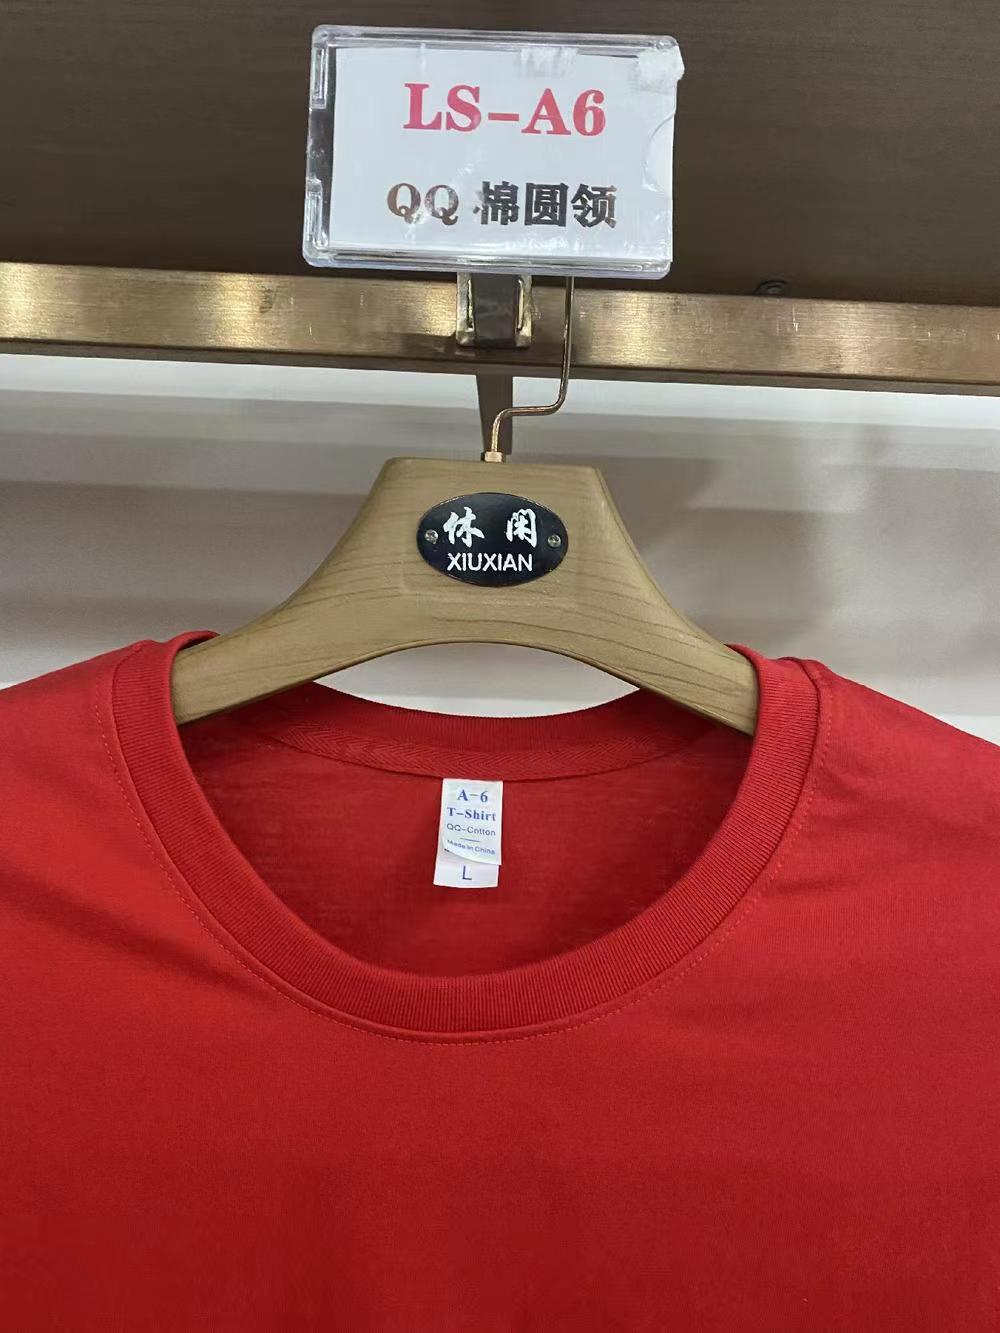 LS-A6
QQ 棉圆领
休闲
XIUXIAN
A-6
T-Shirt
QQ-Cotton
Made in China
L